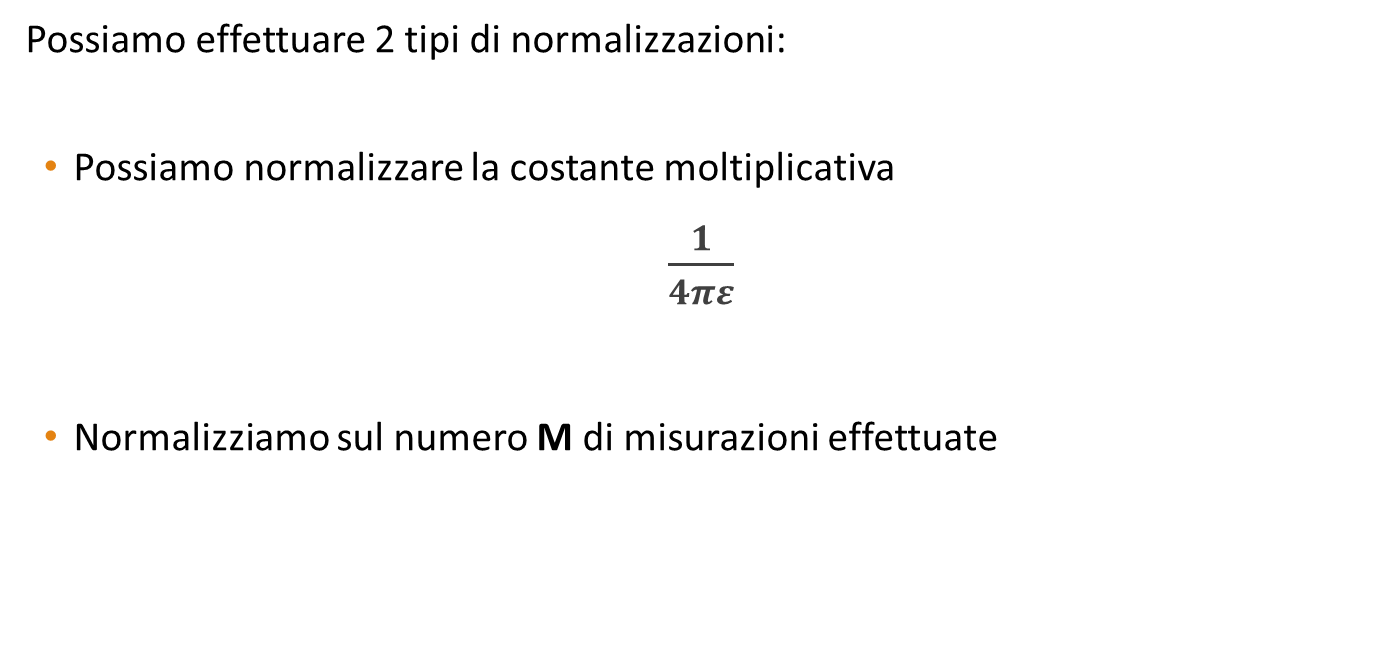 Possiamo effettuare 2 tipi di normalizzazioni:
• Possiamo normalizzare la costante moltiplicativa
1
4πε
• Normalizziamo sul numero M di misurazioni effettuate